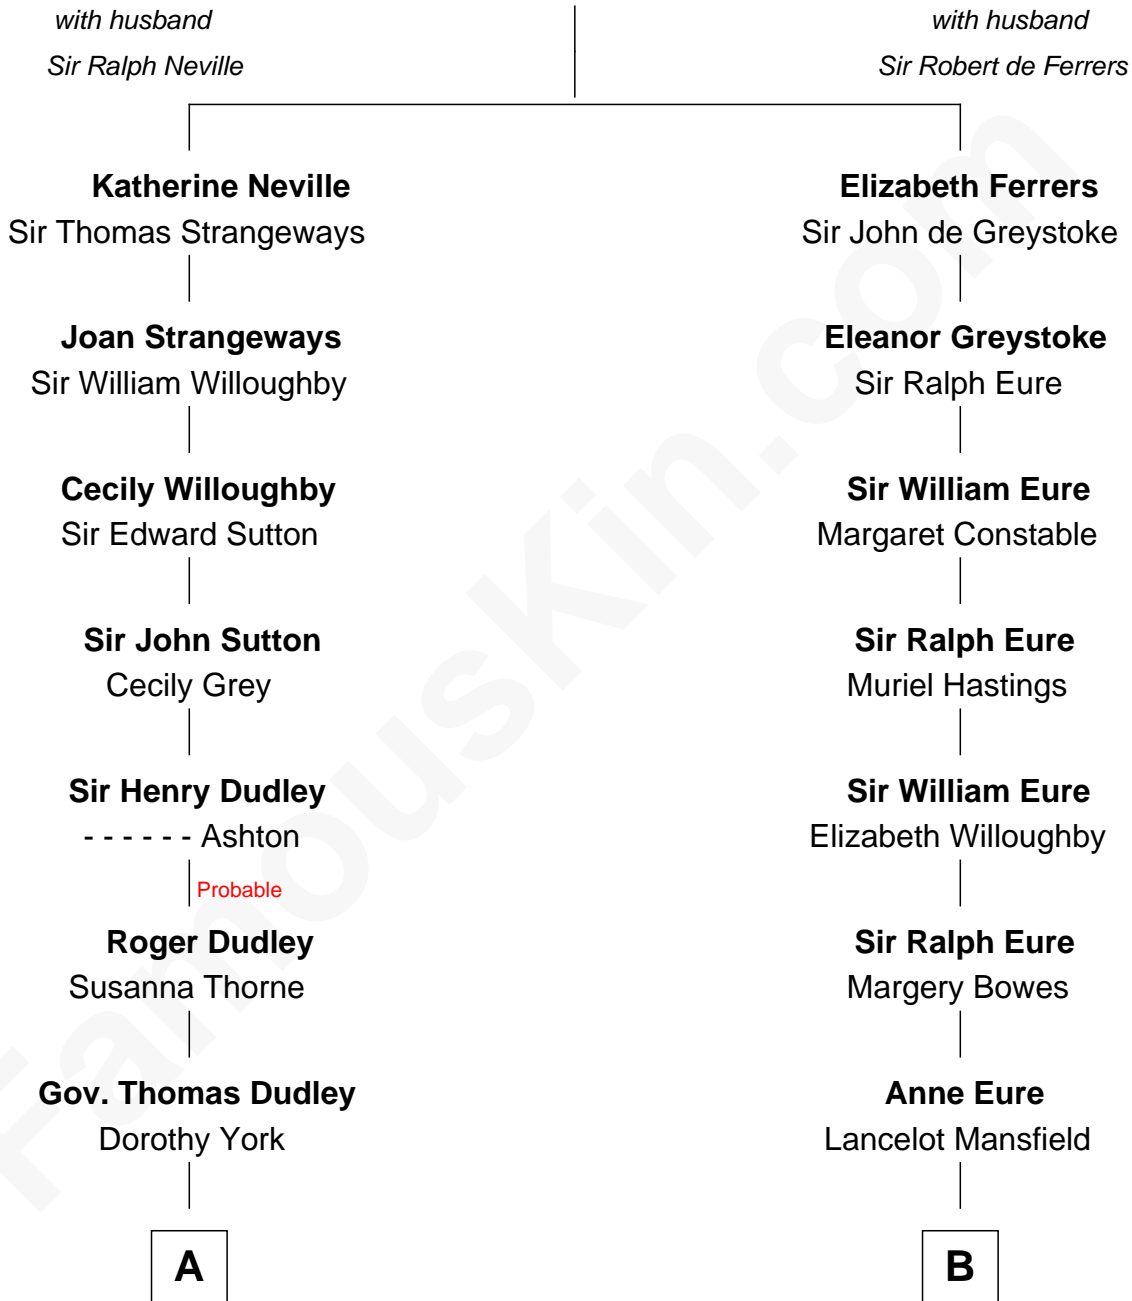 with husband
Sir Ralph Neville
with husband
Sir Robert de Ferrers
Katherine Neville
Sir Thomas Strangeways
Elizabeth Ferrers
Sir John de Greystoke
Joan Strangeways
Sir William Willoughby
Eleanor Greystoke
Sir Ralph Eure
Cecily Willoughby
Sir Edward Sutton
Sir William Eure
Margaret Constable
Sir John Sutton
Cecily Grey
Sir Ralph Eure
Muriel Hastings
Sir Henry Dudley
- - - - - - Ashton
Sir William Eure
Elizabeth Willoughby
Probable
Roger Dudley
Susanna Thorne
Sir Ralph Eure
Margery Bowes
Gov. Thomas Dudley
Dorothy York
Anne Eure
Lancelot Mansfield
A
B
FamousKin.com